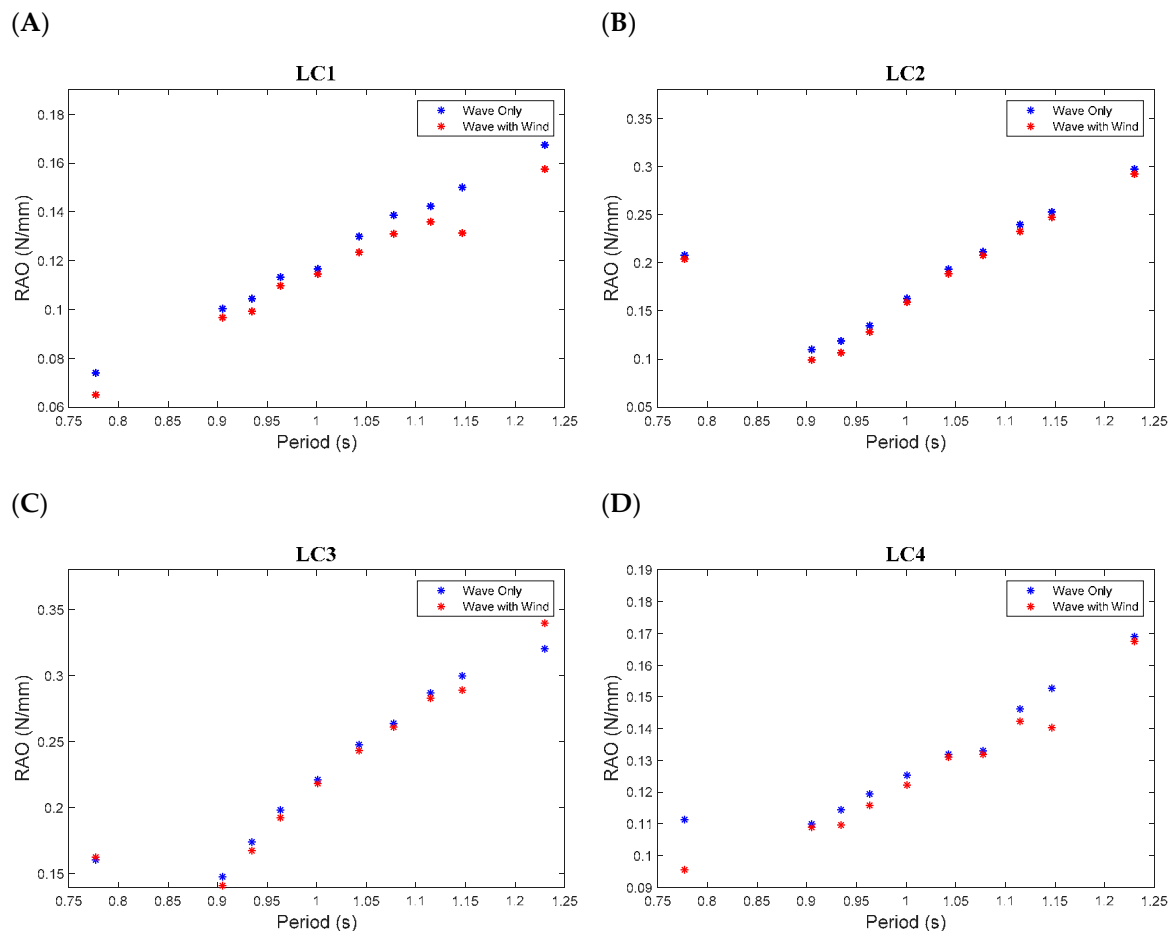 (A)
LC1
Wave Only
Wave with Wind
RAO (N/mm)
0.18
0.16
0.14
0.12
0.1
0.08
0.06
0.75 0.8 0.85 0.9 0.95 1 1.05 1.1 1.15 1.2 1.25
Period (s)
(B)
LC2
Wave Only
Wave with Wind
RAO (N/mm)
0.35
0.3
0.25
0.2
0.15
0.1
0.05
0.75 0.8 0.85 0.9 0.95 1 1.05 1.1 1.15 1.2 1.25
Period (s)
(C)
LC3
Wave Only
Wave with Wind
RAO (N/mm)
0.35
0.3
0.25
0.2
0.15
0.75 0.8 0.85 0.9 0.95 1 1.05 1.1 1.15 1.2 1.25
Period (s)
(D)
LC4
Wave Only
Wave with Wind
RAO (N/mm)
0.19
0.18
0.17
0.16
0.15
0.14
0.13
0.12
0.11
0.1
0.09
0.75 0.8 0.85 0.9 0.95 1 1.05 1.1 1.15 1.2 1.25
Period (s)